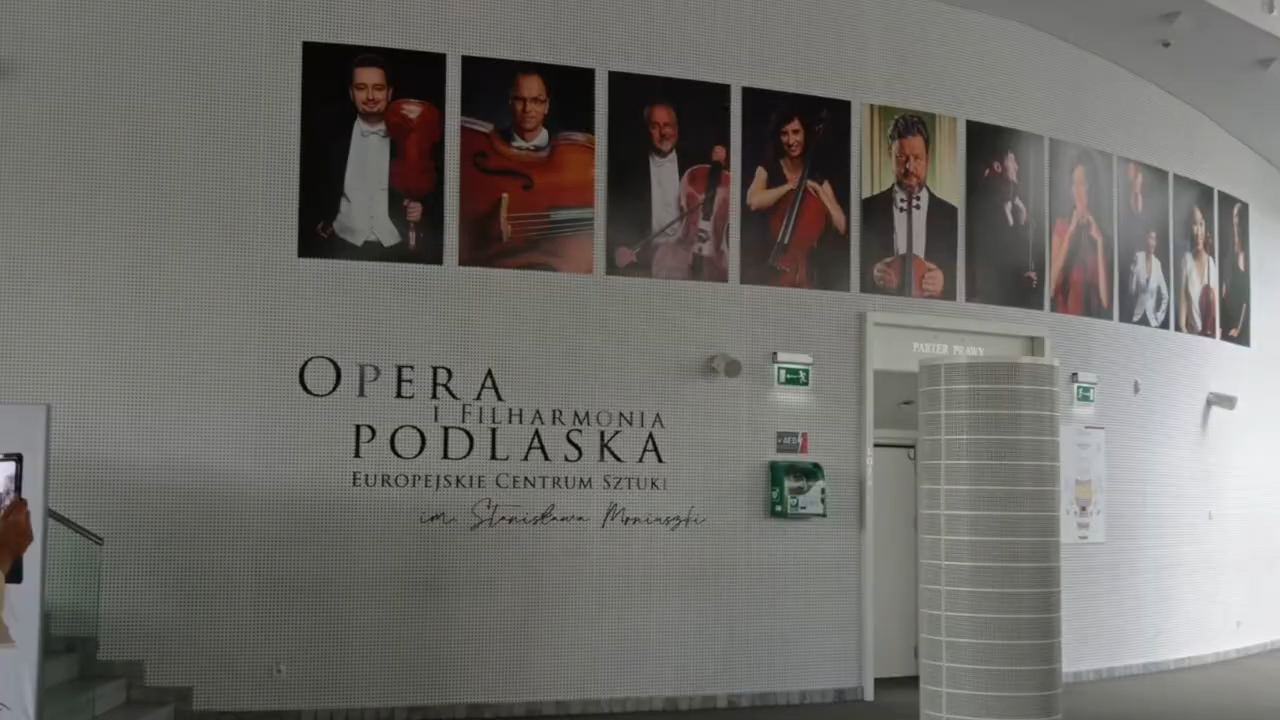 OPERA
I FILHARMONIA
PODLASKA
EUROPEJSKIE CENTRUM SZTUKI
im. Stanisława Moniuszki
PARTER PRAWY
AED